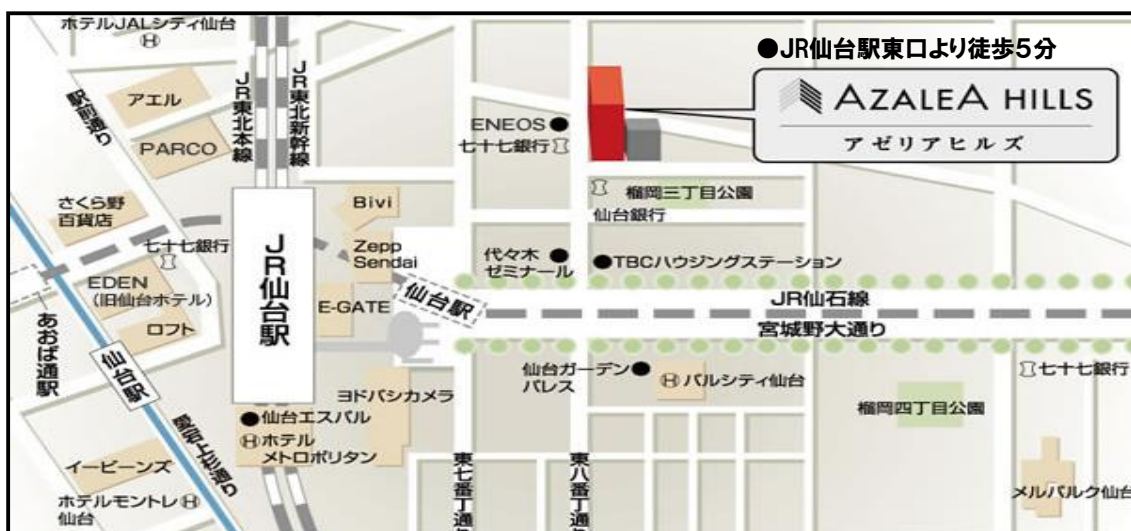 ホテルJALシティ仙台
●JR仙台駅東口より徒歩5分
AZALEA HILLS
アゼリアヒルズ
駅前通り
アエル
PARCO
JR東北本線
JR東北新幹線
ENEOS
七十七銀行
さくら野
百貨店
七十七銀行
EDEN
(旧仙台ホテル)
ロフト
あおば通駅
仙台駅
愛宕上杉通り
JR仙台駅
Bivi
Zepp
Sendai
E-GATE
仙台駅
榴岡三丁目公園
仙台銀行
代々木
ゼミナール
TBCハウジングステーション
JR仙石線
宮城野大通り
仙台ガーデン
パレス
パルシティ仙台
七十七銀行
榴岡四丁目公園
ヨドバシカメラ
仙台エスパル
ホテル
メトロポリタン
イービーンズ
ホテルモントレ
仙台
東七番丁通り
東八番丁通り
メルパルク仙台